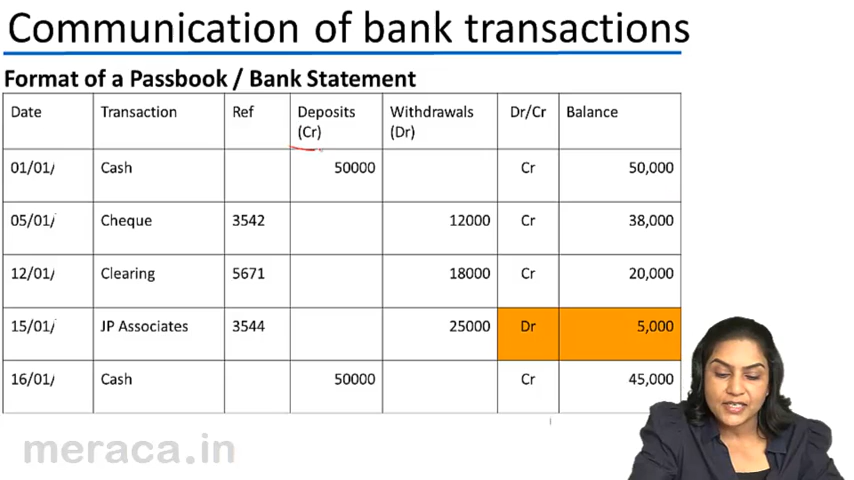 Communication of bank transactions
Format of a Passbook / Bank Statement
Date Transaction Ref Deposits (Cr) Withdrawals (Dr) Dr/Cr Balance
01/01/ Cash 50000 Cr 50,000
05/01/ Cheque 3542 12000 Cr 38,000
12/01/ Clearing 5671 18000 Cr 20,000
15/01/ JP Associates 3544 25000 Dr 5,000
16/01/ Cash 50000 Cr 45,000
meraca.in